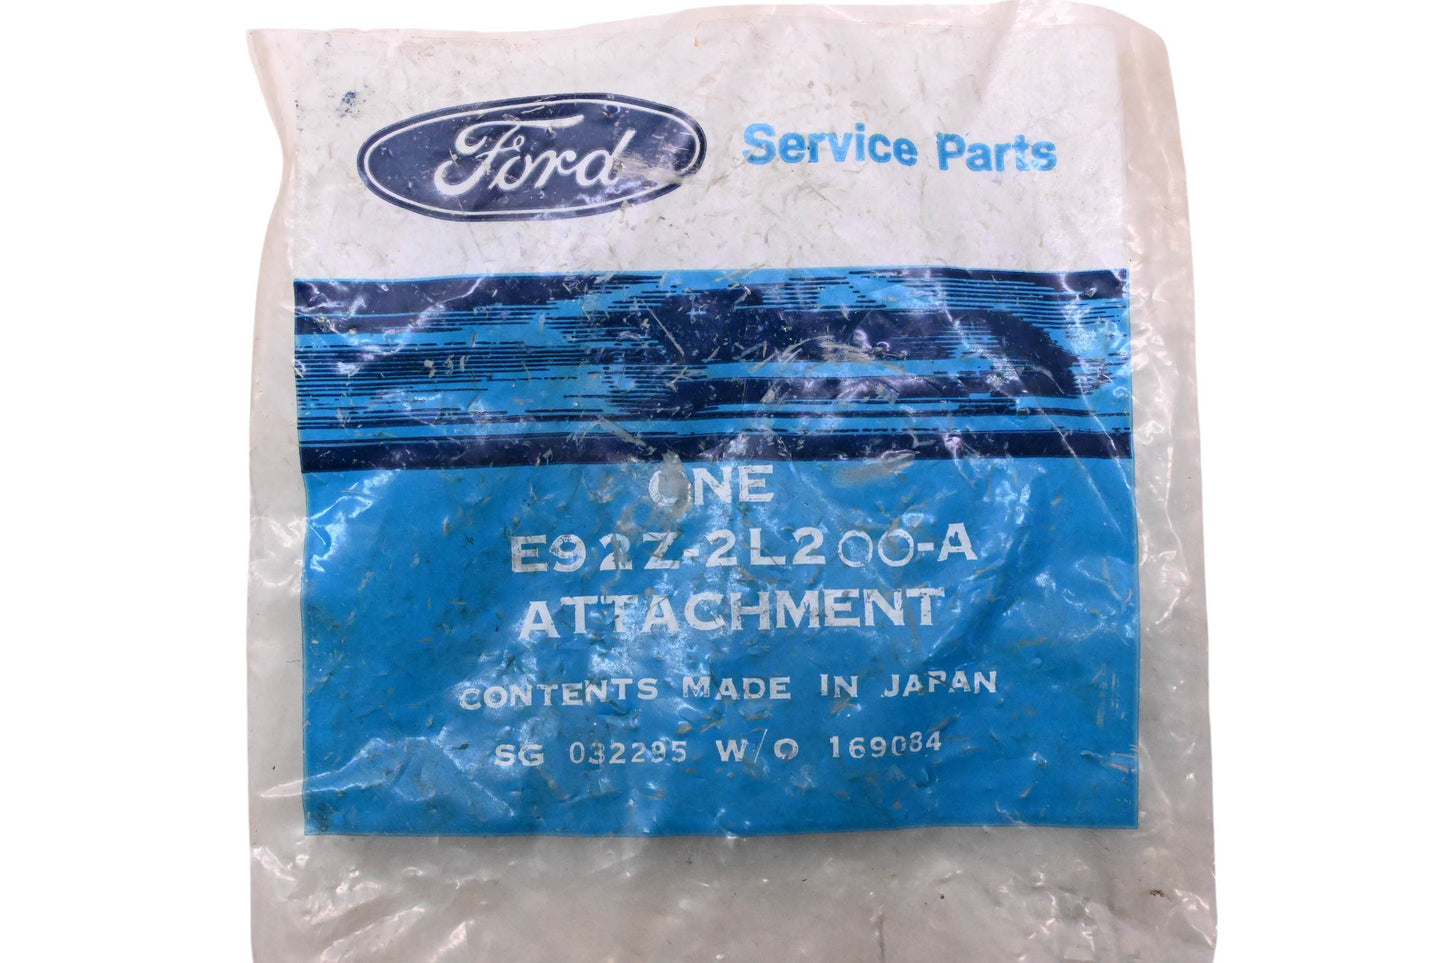 Ford Service Parts
ONE
E92Z-2L200-A
ATTACHMENT
CONTENTS MADE IN JAPAN
SG 032295 W/O 169084